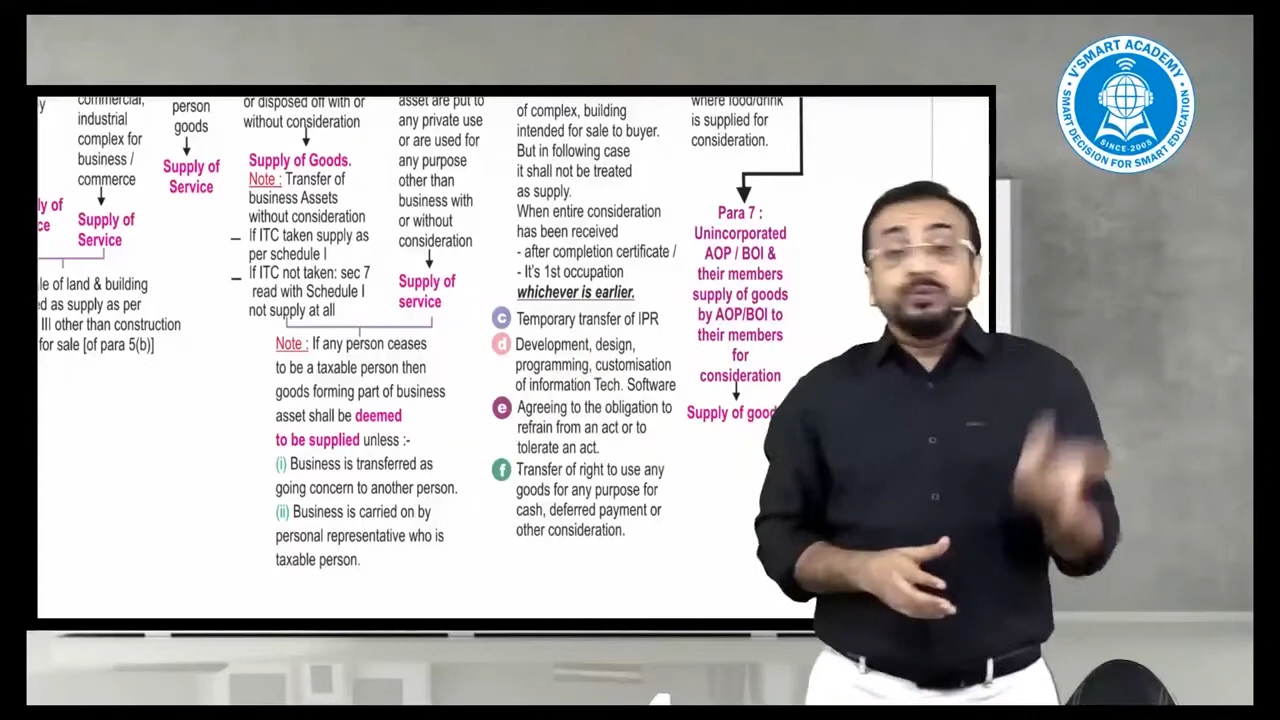 commercial,
industrial
complex for
business /
commerce
Supply of
Service
le of land & building
ed as supply as per
III other than construction
for sale [of para 5(b)]
person
goods
Supply of
Service
or disposed off with or
without consideration
Supply of Goods.
Note : Transfer of
business Assets
without consideration
– If ITC taken supply as
per schedule I
– If ITC not taken: sec 7
read with Schedule I
not supply at all
asset are put to
any private use
or are used for
any purpose
other than
business with
or without
consideration
Supply of
service
Note : If any person ceases
to be a taxable person then
goods forming part of business
asset shall be deemed
to be supplied unless :-
(i) Business is transferred as
going concern to another person.
(ii) Business is carried on by
personal representative who is
taxable person.
of complex, building
intended for sale to buyer.
But in following case
it shall not be treated
as supply.
When entire consideration
has been received
- after completion certificate /
- It's 1st occupation
whichever is earlier.
c Temporary transfer of IPR
d Development, design,
programming, customisation
of information Tech. Software
e Agreeing to the obligation to
refrain from an act or to
tolerate an act.
f Transfer of right to use any
goods for any purpose for
cash, deferred payment or
other consideration.
where food/drink
is supplied for
consideration.
Para 7 :
Unincorporated
AOP / BOI &
their members
supply of goods
by AOP/BOI to
their members
for
consideration
Supply of good
V'SMART ACADEMY
SMART DECISION FOR SMART EDUCATION
SINCE-2005